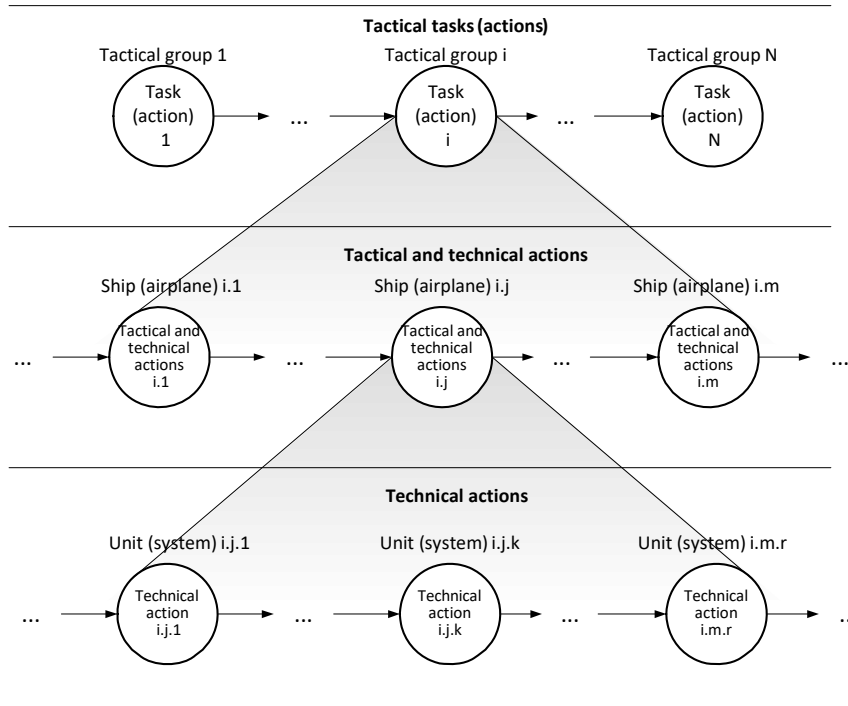 Tactical tasks (actions)
Tactical group 1 Tactical group i Tactical group N
Task Task Task
(action) ... (action) ... (action)
1 i N
Tactical and technical actions
Ship (airplane) i.1 Ship (airplane) i.j Ship (airplane) i.m
Tactical and Tactical and Tactical and
technical technical technical
... actions ... actions ... actions ...
i.1 i.j i.m
Technical actions
Unit (system) i.j.1 Unit (system) i.j.k Unit (system) i.m.r
Technical Technical Technical
... action ... action ... action ..
i.j.1 i.j.k i.m.r